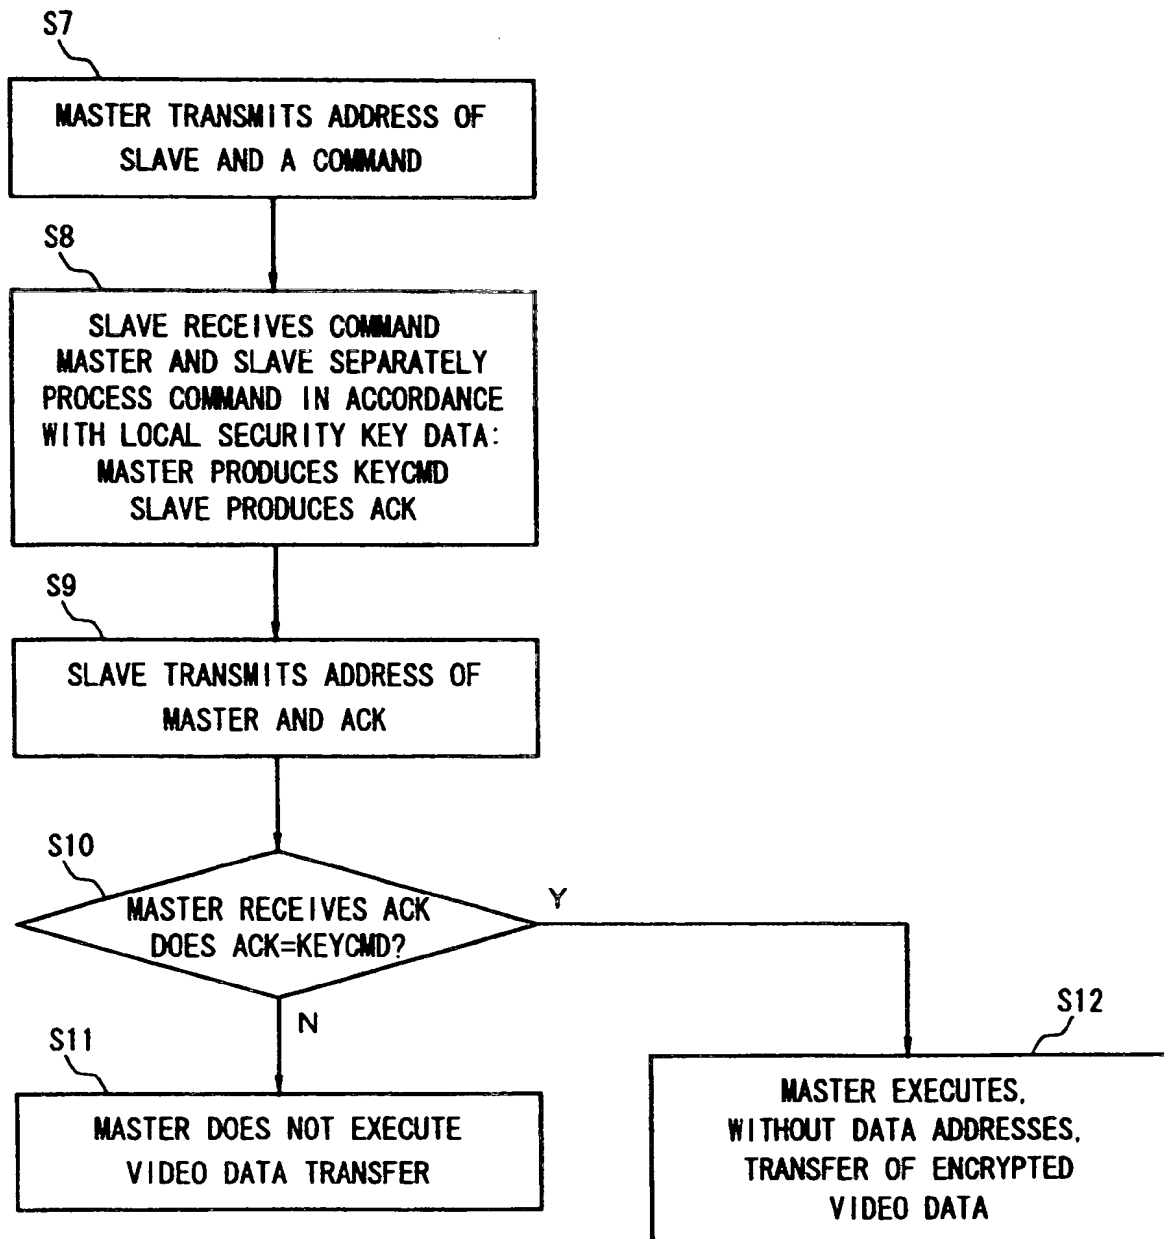 S7
MASTER TRANSMITS ADDRESS OF
SLAVE AND A COMMAND
S8
SLAVE RECEIVES COMMAND
MASTER AND SLAVE SEPARATELY
PROCESS COMMAND IN ACCORDANCE
WITH LOCAL SECURITY KEY DATA:
MASTER PRODUCES KEYCMD
SLAVE PRODUCES ACK
S9
SLAVE TRANSMITS ADDRESS OF
MASTER AND ACK
S10
MASTER RECEIVES ACK
DOES ACK=KEYCMD?
Y
N
S11
MASTER DOES NOT EXECUTE
VIDEO DATA TRANSFER
S12
MASTER EXECUTES,
WITHOUT DATA ADDRESSES,
TRANSFER OF ENCRYPTED
VIDEO DATA